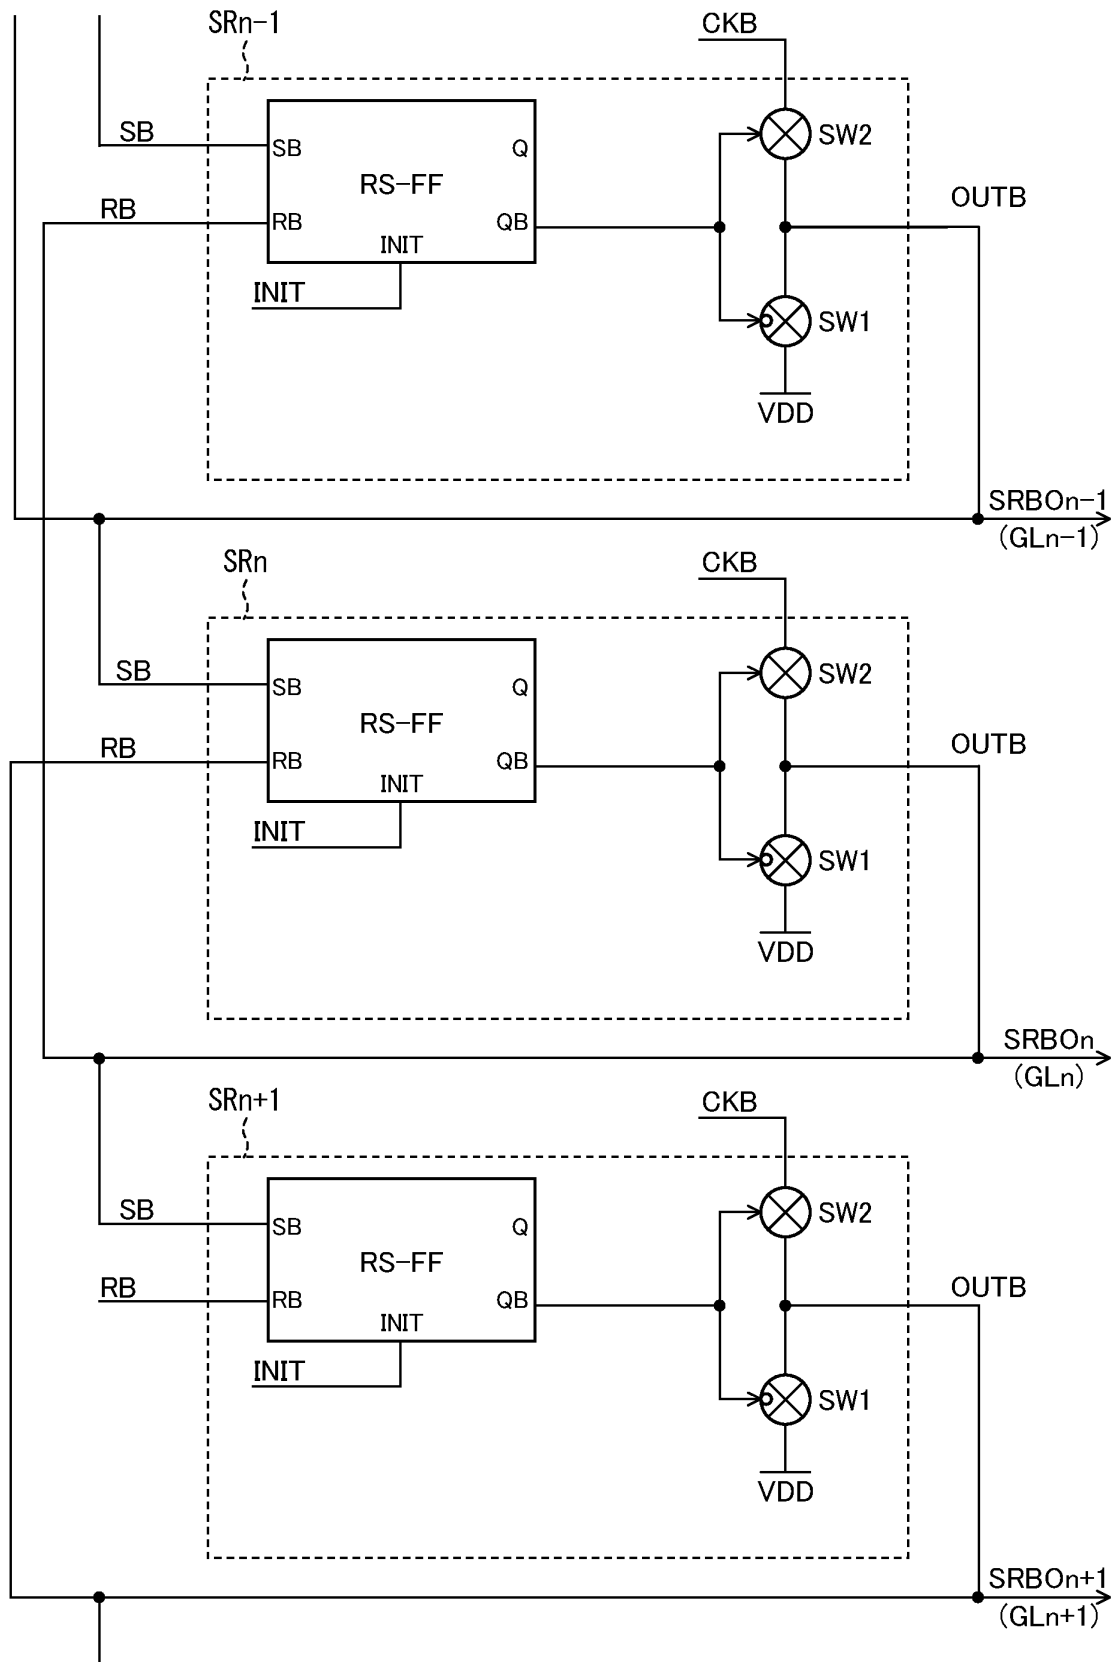 SRn-1
CKB
SB
SB
Q
SW2
RS-FF
RB
RB
QB
OUTB
INIT
INIT
SW1
VDD
SRBOn-1
(GLn-1)
SRn
CKB
SB
SB
Q
SW2
RS-FF
RB
RB
QB
OUTB
INIT
INIT
SW1
VDD
SRBOn
(GLn)
SRn+1
CKB
SB
SB
Q
SW2
RS-FF
RB
RB
QB
OUTB
INIT
INIT
SW1
VDD
SRBOn+1
(GLn+1)